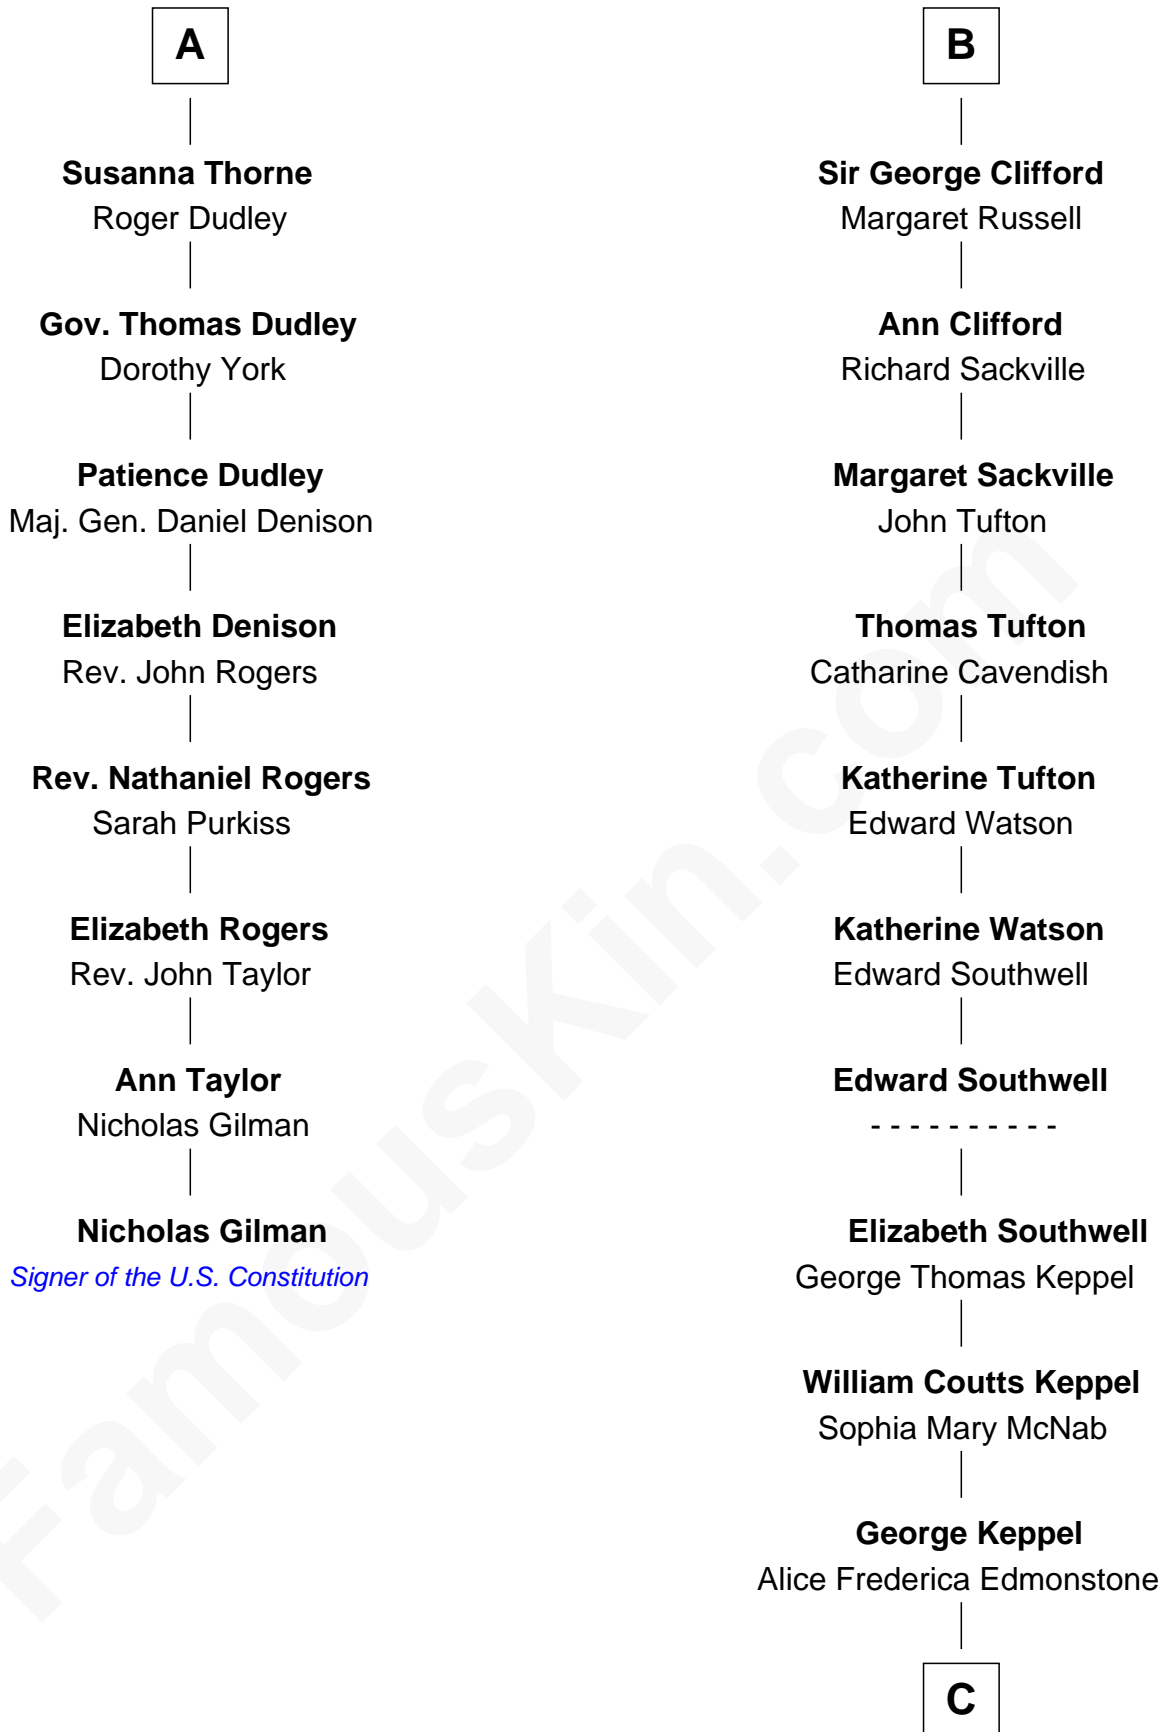 A
Susanna Thorne
Roger Dudley
Gov. Thomas Dudley
Dorothy York
Patience Dudley
Maj. Gen. Daniel Denison
Elizabeth Denison
Rev. John Rogers
Rev. Nathaniel Rogers
Sarah Purkiss
Elizabeth Rogers
Rev. John Taylor
Ann Taylor
Nicholas Gilman
Nicholas Gilman
Signer of the U.S. Constitution
B
Sir George Clifford
Margaret Russell
Ann Clifford
Richard Sackville
Margaret Sackville
John Tufton
Thomas Tufton
Catharine Cavendish
Katherine Tufton
Edward Watson
Katherine Watson
Edward Southwell
Edward Southwell
- - - - - - - - - -
Elizabeth Southwell
George Thomas Keppel
William Coutts Keppel
Sophia Mary McNab
George Keppel
Alice Frederica Edmonstone
C
FamousKin.com